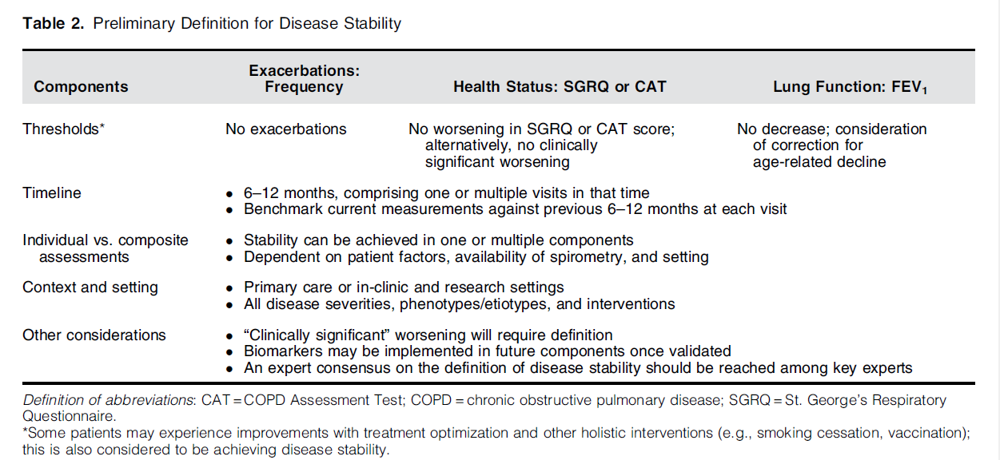 Table 2. Preliminary Definition for Disease Stability
Components
Exacerbations:
Frequency
Health Status: SGRQ or CAT
Lung Function: FEV1
Thresholds*
No exacerbations
No worsening in SGRQ or CAT score;
alternatively, no clinically
significant worsening
No decrease; consideration
of correction for
age-related decline
Timeline
• 6–12 months, comprising one or multiple visits in that time
• Benchmark current measurements against previous 6–12 months at each visit
Individual vs. composite
assessments
• Stability can be achieved in one or multiple components
• Dependent on patient factors, availability of spirometry, and setting
Context and setting
• Primary care or in-clinic and research settings
• All disease severities, phenotypes/etiotypes, and interventions
Other considerations
• “Clinically significant” worsening will require definition
• Biomarkers may be implemented in future components once validated
• An expert consensus on the definition of disease stability should be reached among key experts
Definition of abbreviations: CAT = COPD Assessment Test; COPD = chronic obstructive pulmonary disease; SGRQ = St. George’s Respiratory
Questionnaire.
*Some patients may experience improvements with treatment optimization and other holistic interventions (e.g., smoking cessation, vaccination);
this is also considered to be achieving disease stability.